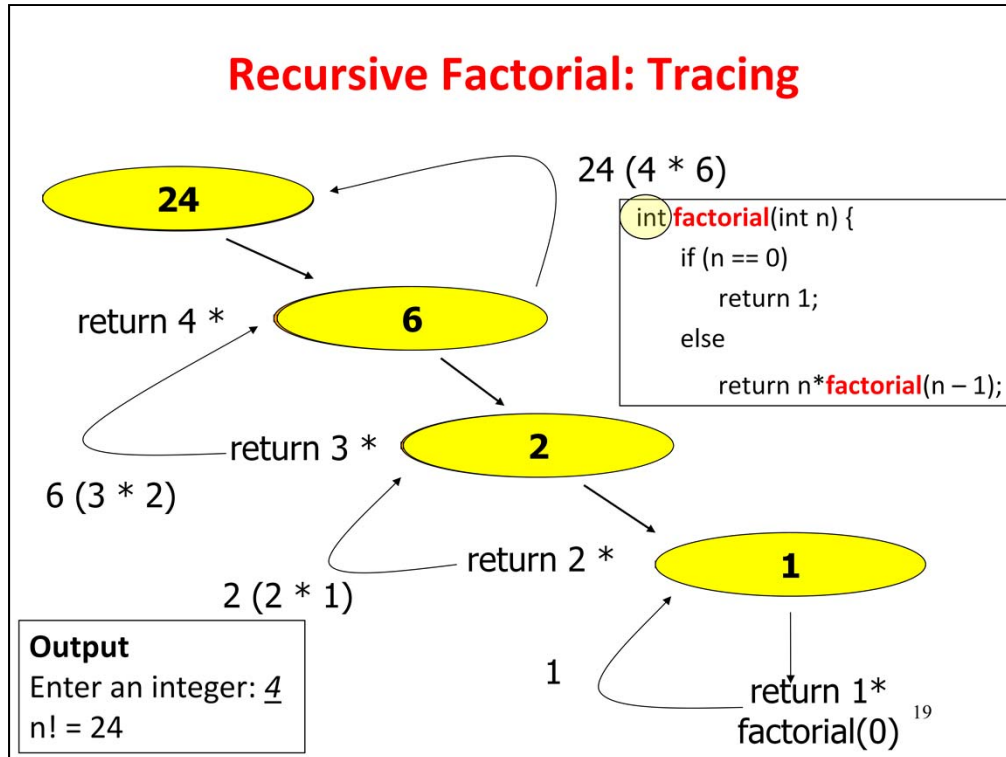 Recursive Factorial: Tracing
24 (4 * 6)
24
int factorial(int n) {
if (n == 0)
return 1;
else
return n*factorial(n – 1);
return 4 *
6
return 3 *
2
6 (3 * 2)
return 2 *
1
2 (2 * 1)
Output
Enter an integer: 4
n! = 24
1
return 1*
factorial(0)
19